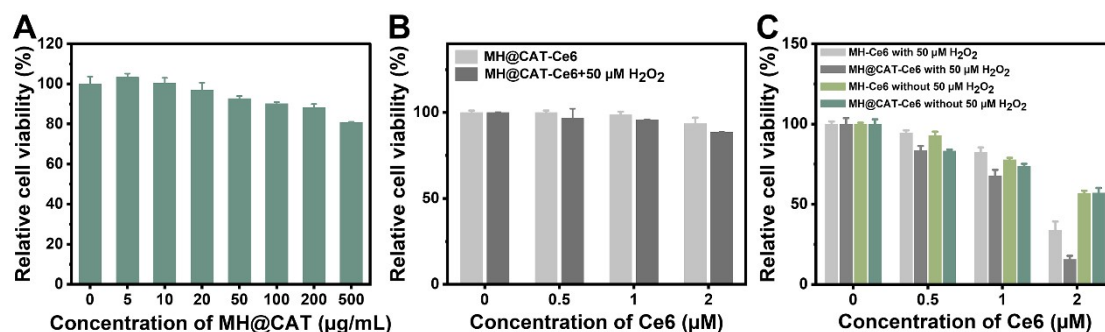 A
Relative cell viability (%)
120
100
80
60
40
20
0
0 5 10 20 50 100 200 500
Concentration of MH@CAT (µg/mL)
B
Relative cell viability (%)
MH@CAT-Ce6
MH@CAT-Ce6+50 µM H₂O₂
100
50
0
0 0.5 1 2
Concentration of Ce6 (µM)
C
Relative cell viability (%)
150
MH-Ce6 with 50 µM H₂O₂
MH@CAT-Ce6 with 50 µM H₂O₂
MH-Ce6 without 50 µM H₂O₂
MH@CAT-Ce6 without 50 µM H₂O₂
100
50
0
0 0.5 1 2
Concentration of Ce6 (µM)